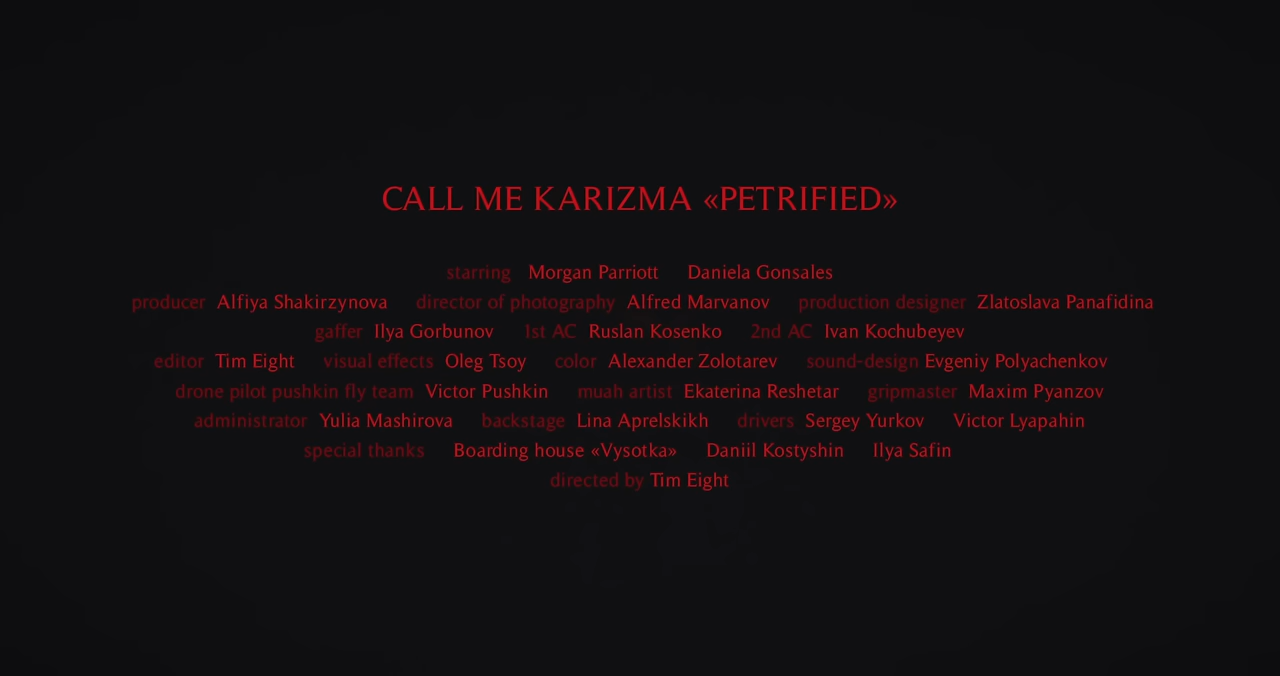 CALL ME KARIZMA «PETRIFIED»
starring Morgan Parriott Daniela Gonsales
producer Alfiya Shakirzynova director of photography Alfred Marvanov production designer Zlatoslava Panafidina
gaffer Ilya Gorbunov 1st AC Ruslan Kosenko 2nd AC Ivan Kochubeyev
editor Tim Eight visual effects Oleg Tsoy color Alexander Zolotarev sound-design Evgeniy Polyachenkov
drone pilot pushkin fly team Victor Pushkin muah artist Ekaterina Reshetar gripmaster Maxim Pyanzov
administrator Yulia Mashirova backstage Lina Aprelskikh drivers Sergey Yurkov Victor Lyapahin
special thanks Boarding house «Vysotka» Daniil Kostyshin Ilya Safin
directed by Tim Eight